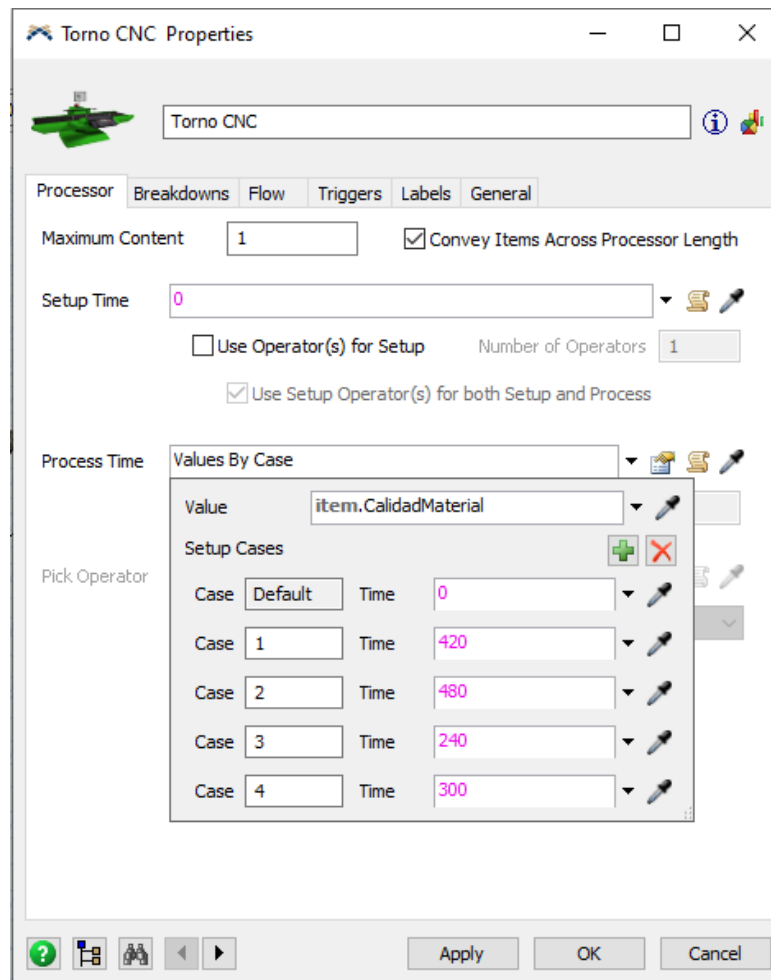 Torno CNC Properties
Torno CNC
Processor Breakdowns Flow Triggers Labels General
Maximum Content 1 Convey Items Across Processor Length
Setup Time 0
Use Operator(s) for Setup Number of Operators 1
Use Setup Operator(s) for both Setup and Process
Process Time Values By Case
Value item.CalidadMaterial
Setup Cases
Pick Operator
Case Default Time 0
Case 1 Time 420
Case 2 Time 480
Case 3 Time 240
Case 4 Time 300
Apply OK Cancel